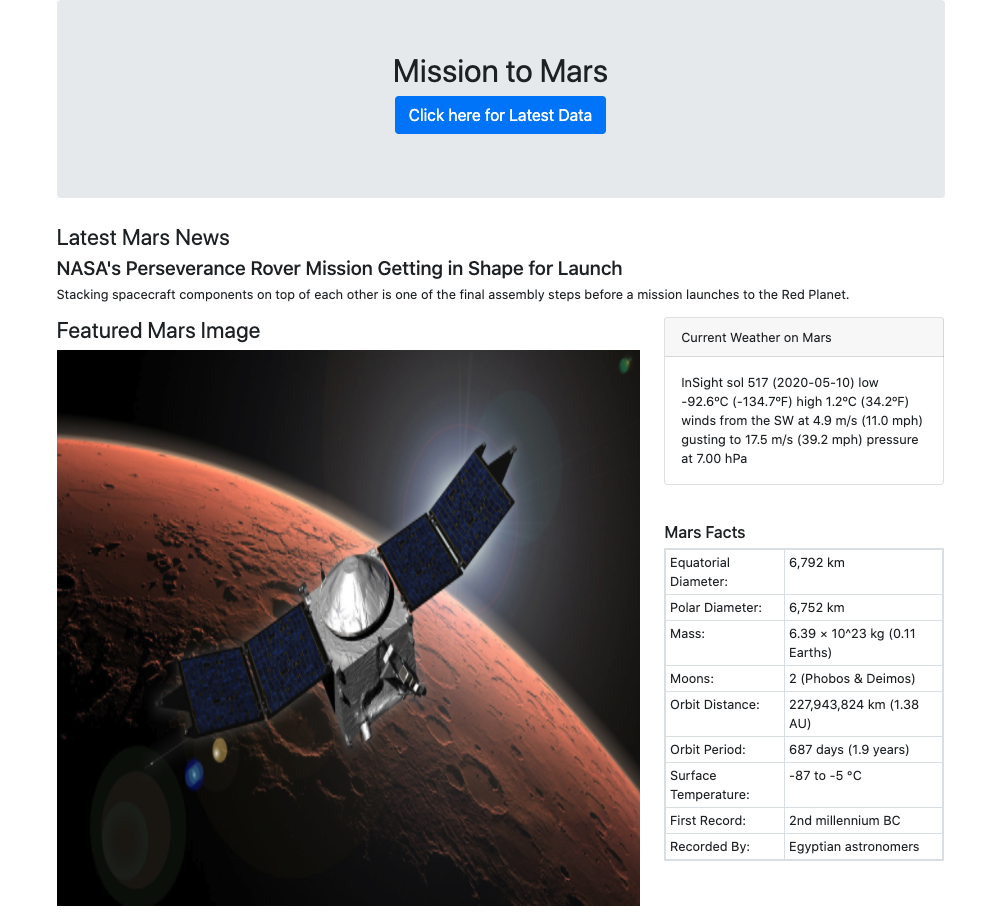 Mission to Mars
Click here for Latest Data
Latest Mars News
NASA's Perseverance Rover Mission Getting in Shape for Launch
Stacking spacecraft components on top of each other is one of the final assembly steps before a mission launches to the Red Planet.
Featured Mars Image
Current Weather on Mars
InSight sol 517 (2020-05-10) low
-92.6ºC (-134.7ºF) high 1.2ºC (34.2ºF)
winds from the SW at 4.9 m/s (11.0 mph)
gusting to 17.5 m/s (39.2 mph) pressure
at 7.00 hPa
Mars Facts
Equatorial Diameter: 6,792 km
Polar Diameter: 6,752 km
Mass: 6.39 × 10^23 kg (0.11 Earths)
Moons: 2 (Phobos & Deimos)
Orbit Distance: 227,943,824 km (1.38 AU)
Orbit Period: 687 days (1.9 years)
Surface Temperature: -87 to -5 °C
First Record: 2nd millennium BC
Recorded By: Egyptian astronomers